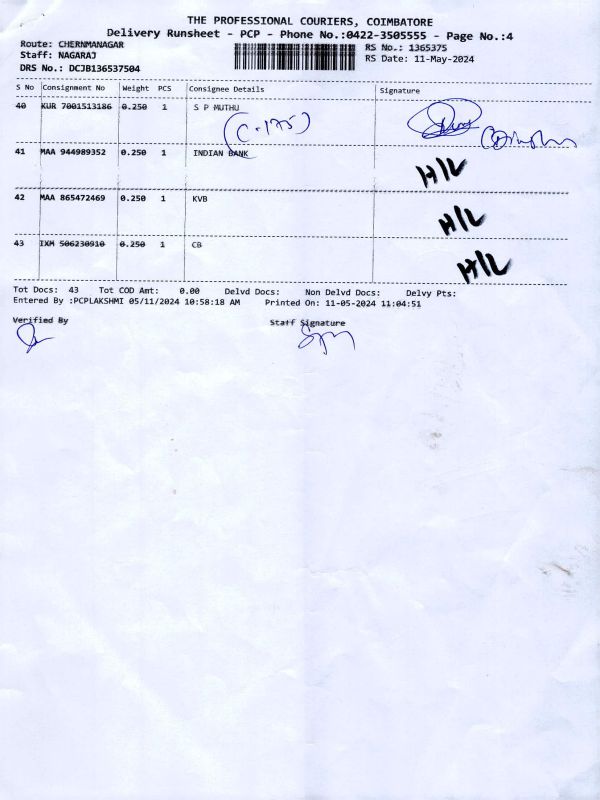 THE PROFESSIONAL COURIERS, COIMBATORE
Delivery Runsheet - PCP - Phone No.:0422-3505555 - Page No.:4
Route: CHERNMANAGAR
RS No.: 1365375
Staff: NAGARAJ
RS Date: 11-May-2024
DRS No.: DCJB136537504
S No Consignment No Weight PCS Consignee Details Signature
40 KUR 7001513186 0.250 1 S P MUTHU
(C-175)
41 MAA 944989352 0.250 1 INDIAN BANK
H/L
42 MAA 865472469 0.250 1 KVB
H/L
43 IXM 506230910 0.250 1 CB
H/L
Tot Docs: 43 Tot COD Amt: 0.00 Delvd Docs: Non Delvd Docs: Delvy Pts:
Entered By :PCPLAKSHMI 05/11/2024 10:58:18 AM Printed On: 11-05-2024 11:04:51
Verified By Staff Signature